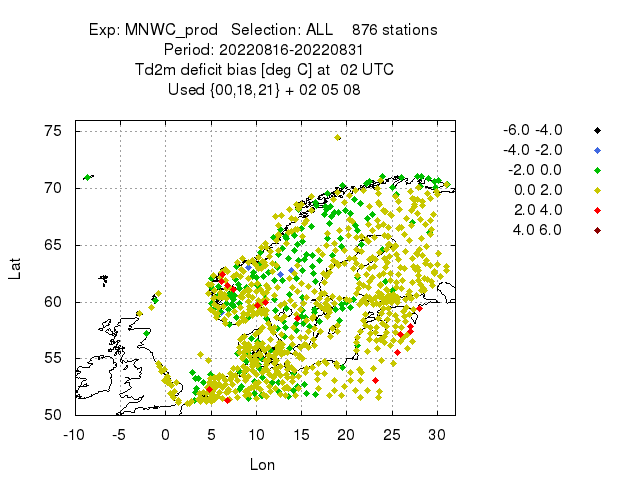 Exp: MNWC_prod   Selection: ALL    876 stations
Period: 20220816-20220831
Td2m deficit bias [deg C] at  02 UTC
Used {00,18,21} + 02 05 08
-6.0 -4.0
-4.0 -2.0
-2.0 0.0
0.0 2.0
2.0 4.0
4.0 6.0
75
70
65
60
55
50
Lat
-10 -5 0 5 10 15 20 25 30
Lon